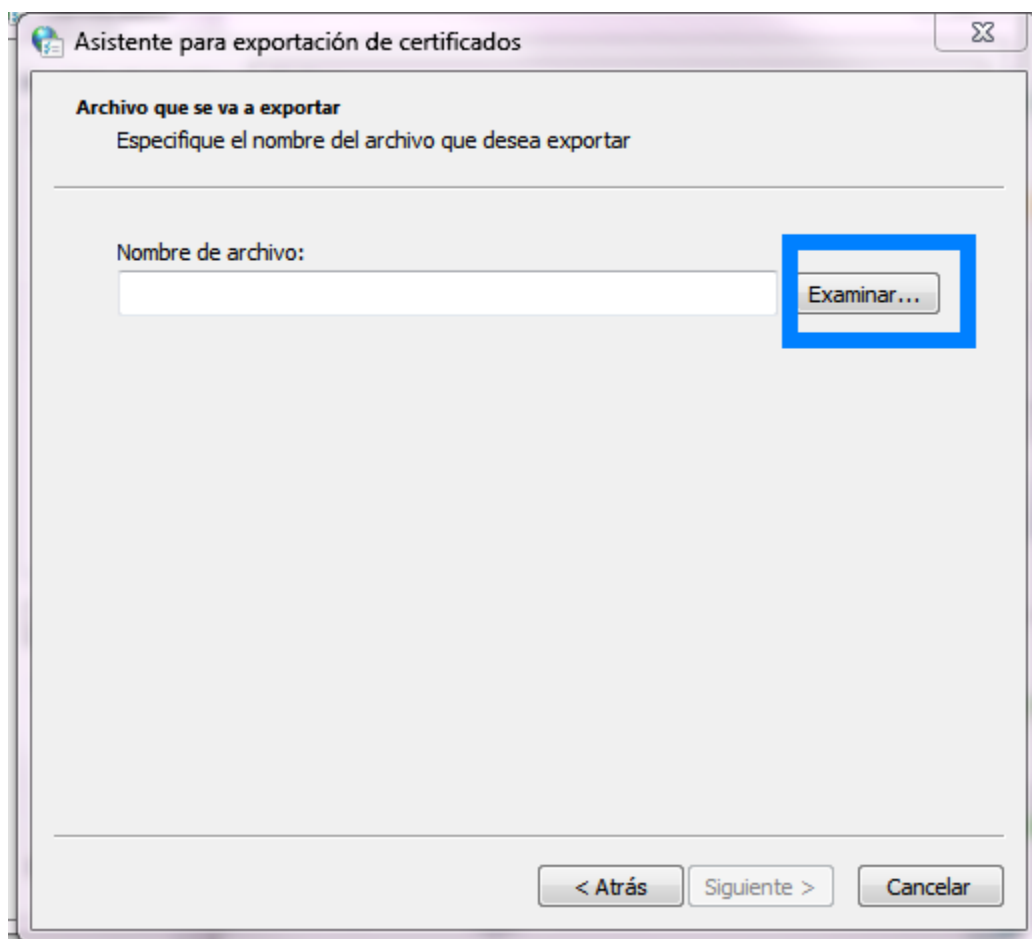 Asistente para exportación de certificados
Archivo que se va a exportar
Especifique el nombre del archivo que desea exportar
Nombre de archivo:
Examinar...
< Atrás
Siguiente >
Cancelar